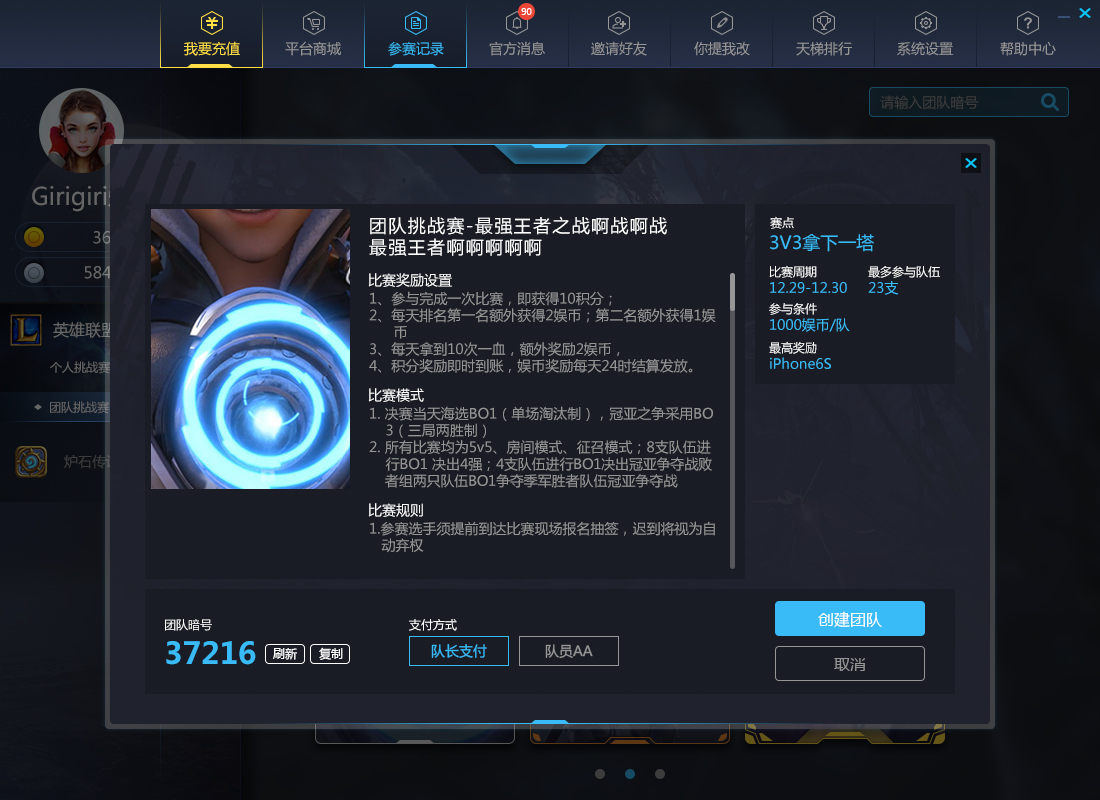 90
我要充值
平台商城
参赛记录
官方消息
邀请好友
你提我改
天梯排行
系统设置
帮助中心
请输入团队暗号
Girigiris
36
584
英雄联盟
个人挑战赛
团队挑战赛
炉石传说
团队挑战赛-最强王者之战啊战啊战
最强王者啊啊啊啊啊
比赛奖励设置
1、参与完成一次比赛，即获得10积分；
2、每天排名第一名额外获得2娱币；第二名额外获得1娱
币
3、每天拿到10次一血，额外奖励2娱币，
4、积分奖励即时到账，娱币奖励每天24时结算发放。
比赛模式
1. 决赛当天海选BO1（单场淘汰制），冠亚之争采用BO
3（三局两胜制）
2. 所有比赛均为5v5、房间模式、征召模式；8支队伍进
行BO1 决出4强；4支队伍进行BO1决出冠亚争夺战败
者组两只队伍BO1争夺季军胜者队伍冠亚争夺战
比赛规则
1.参赛选手须提前到达比赛现场报名抽签，迟到将视为自
动弃权
赛点
3V3拿下一塔
比赛周期
最多参与队伍
12.29-12.30
23支
参与条件
1000娱币/队
最高奖励
iPhone6S
团队暗号
37216
刷新
复制
支付方式
队长支付
队员AA
创建团队
取消